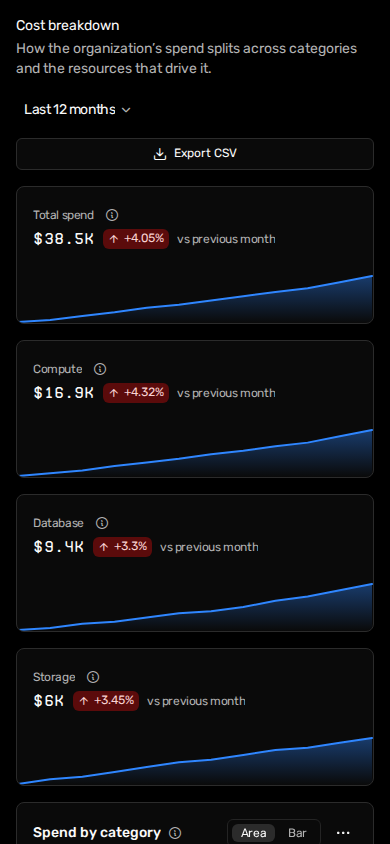 Cost breakdown
How the organization's spend splits across categories
and the resources that drive it.
Last 12 months
Export CSV
Total spend
$38.5K +4.05% vs previous month
Compute
$16.9K +4.32% vs previous month
Database
$9.4K +3.3% vs previous month
Storage
$6K +3.45% vs previous month
Spend by category Area Bar